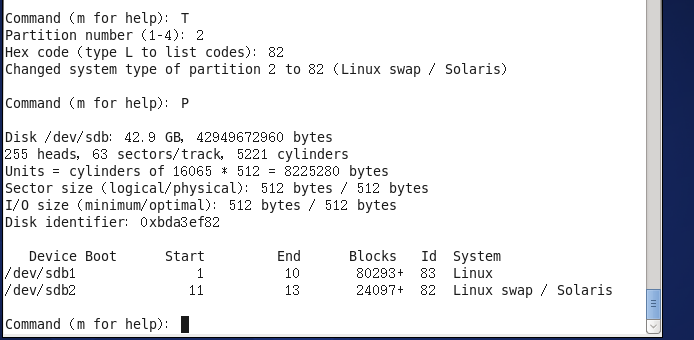 Command (m for help): T
Partition number (1-4): 2
Hex code (type L to list codes): 82
Changed system type of partition 2 to 82 (Linux swap / Solaris)
Command (m for help): P
Disk /dev/sdb: 42.9 GB, 42949672960 bytes
255 heads, 63 sectors/track, 5221 cylinders
Units = cylinders of 16065 * 512 = 8225280 bytes
Sector size (logical/physical): 512 bytes / 512 bytes
I/O size (minimum/optimal): 512 bytes / 512 bytes
Disk identifier: 0xbda3ef82
Device Boot Start End Blocks Id System
/dev/sdb1 1 10 80293+ 83 Linux
/dev/sdb2 11 13 24097+ 82 Linux swap / Solaris
Command (m for help):